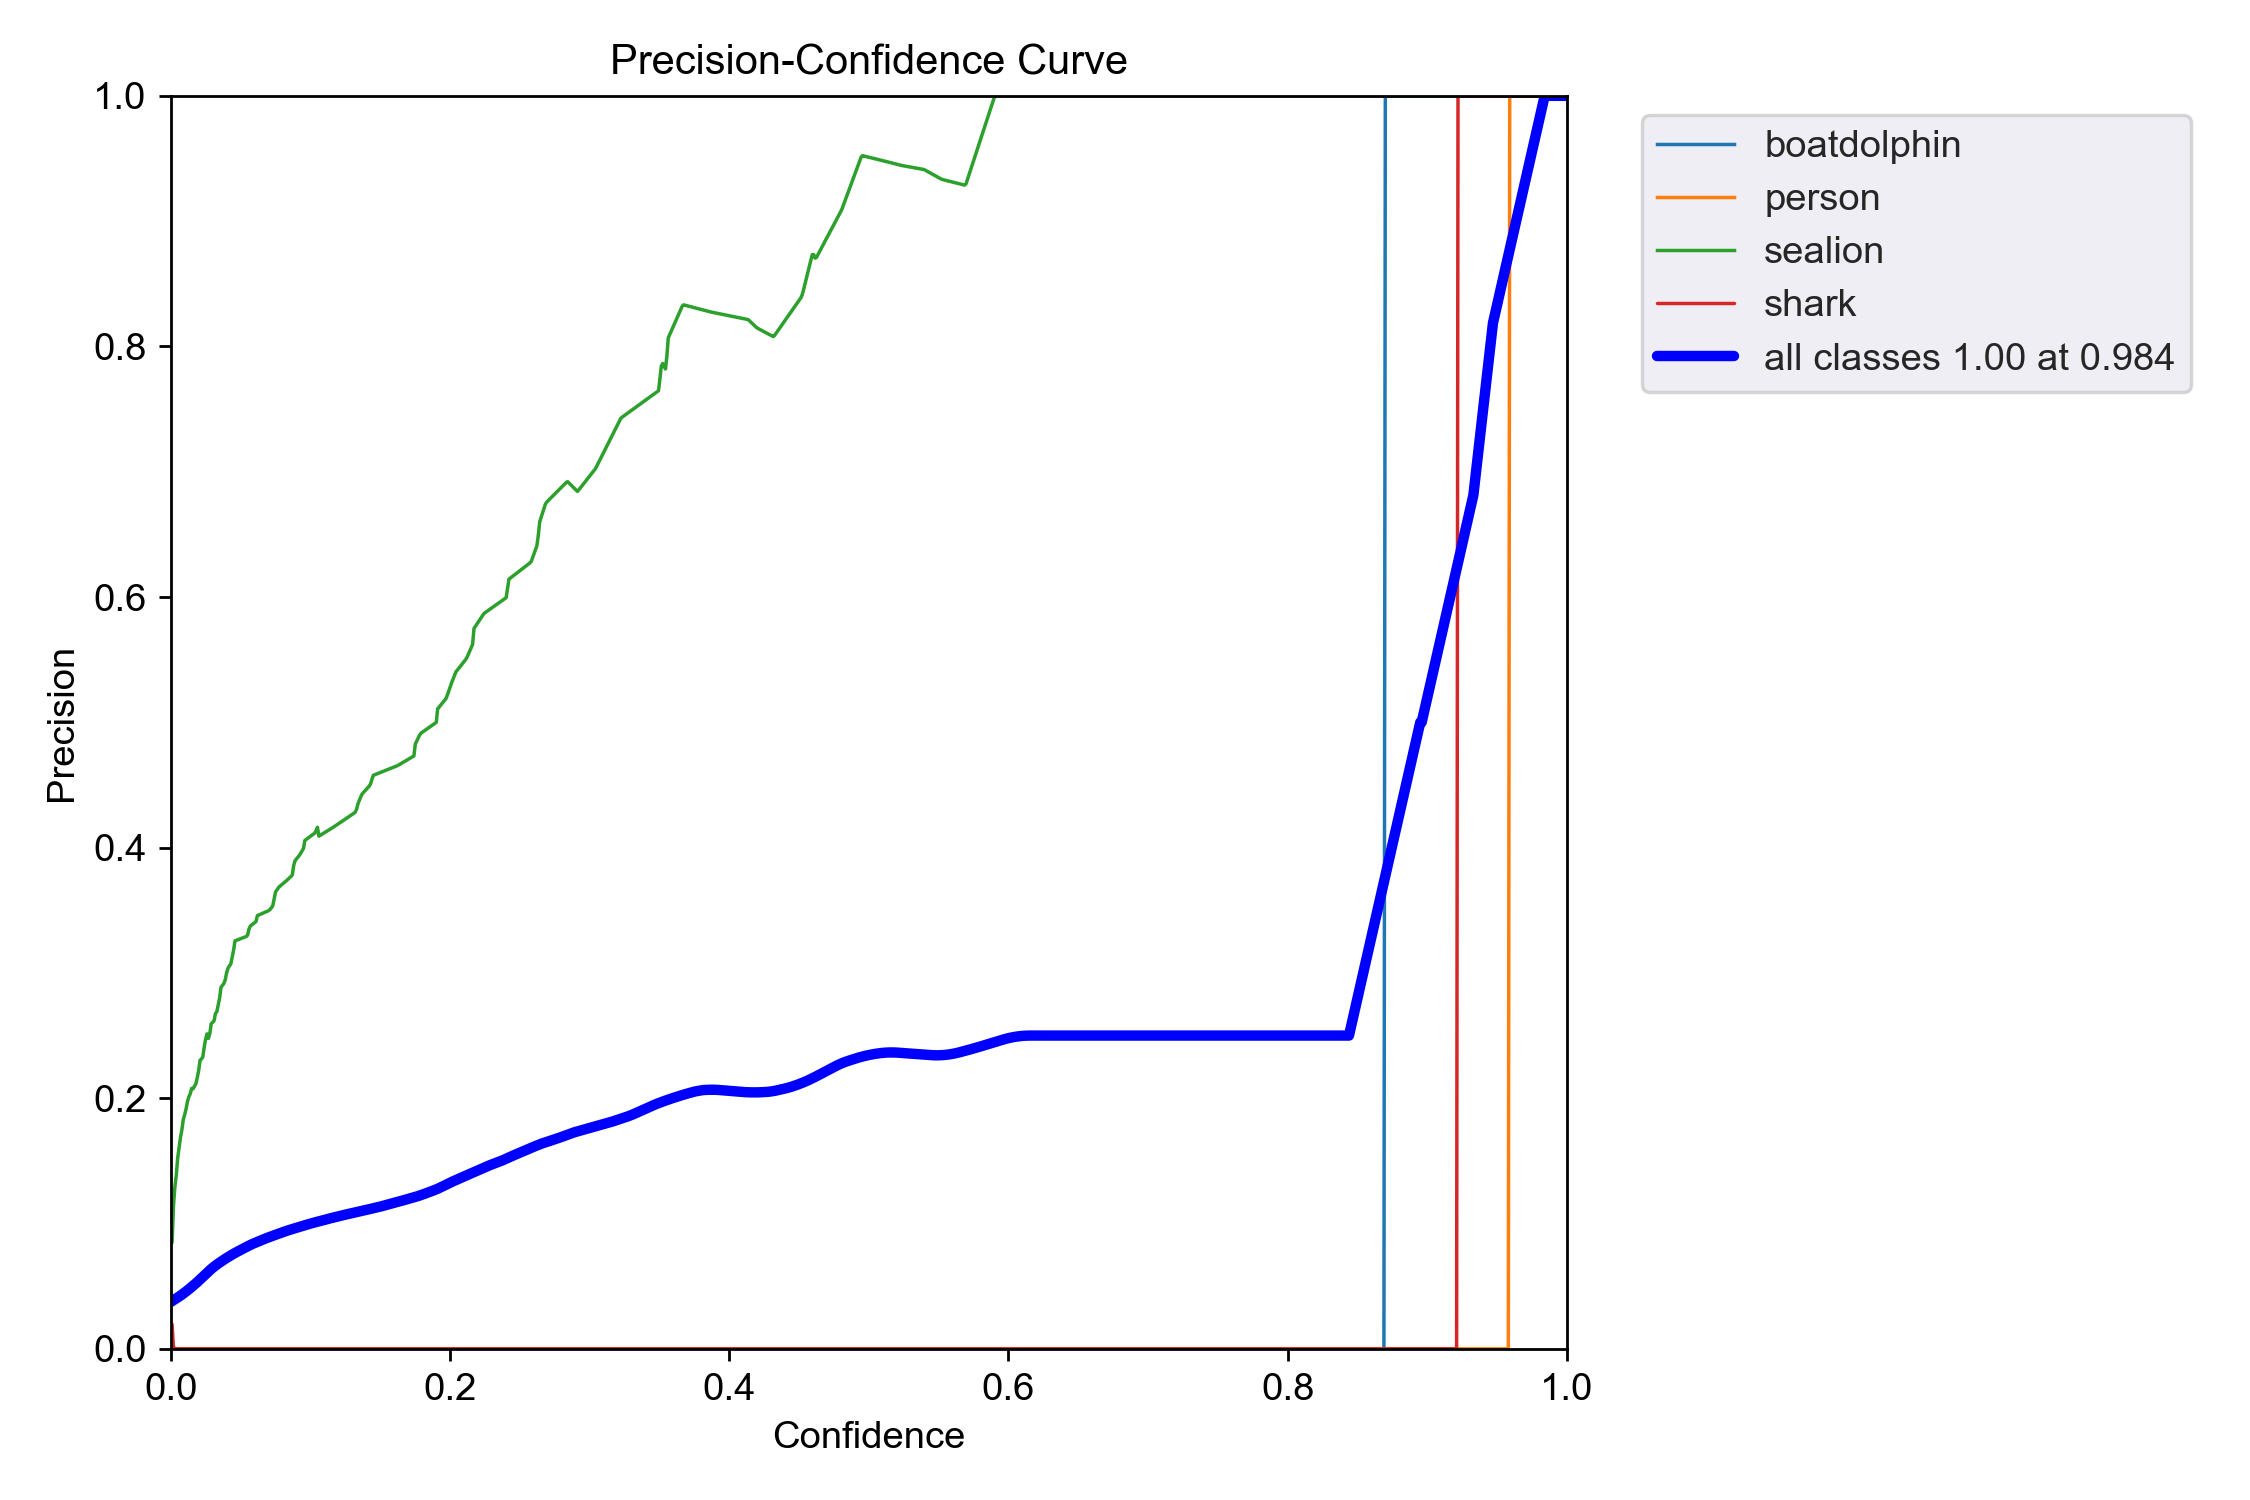 Precision-Confidence Curve
1.0
0.8
0.6
0.4
0.2
0.0
Precision
0.0 0.2 0.4 0.6 0.8 1.0
Confidence
boatdolphin
person
sealion
shark
all classes 1.00 at 0.984